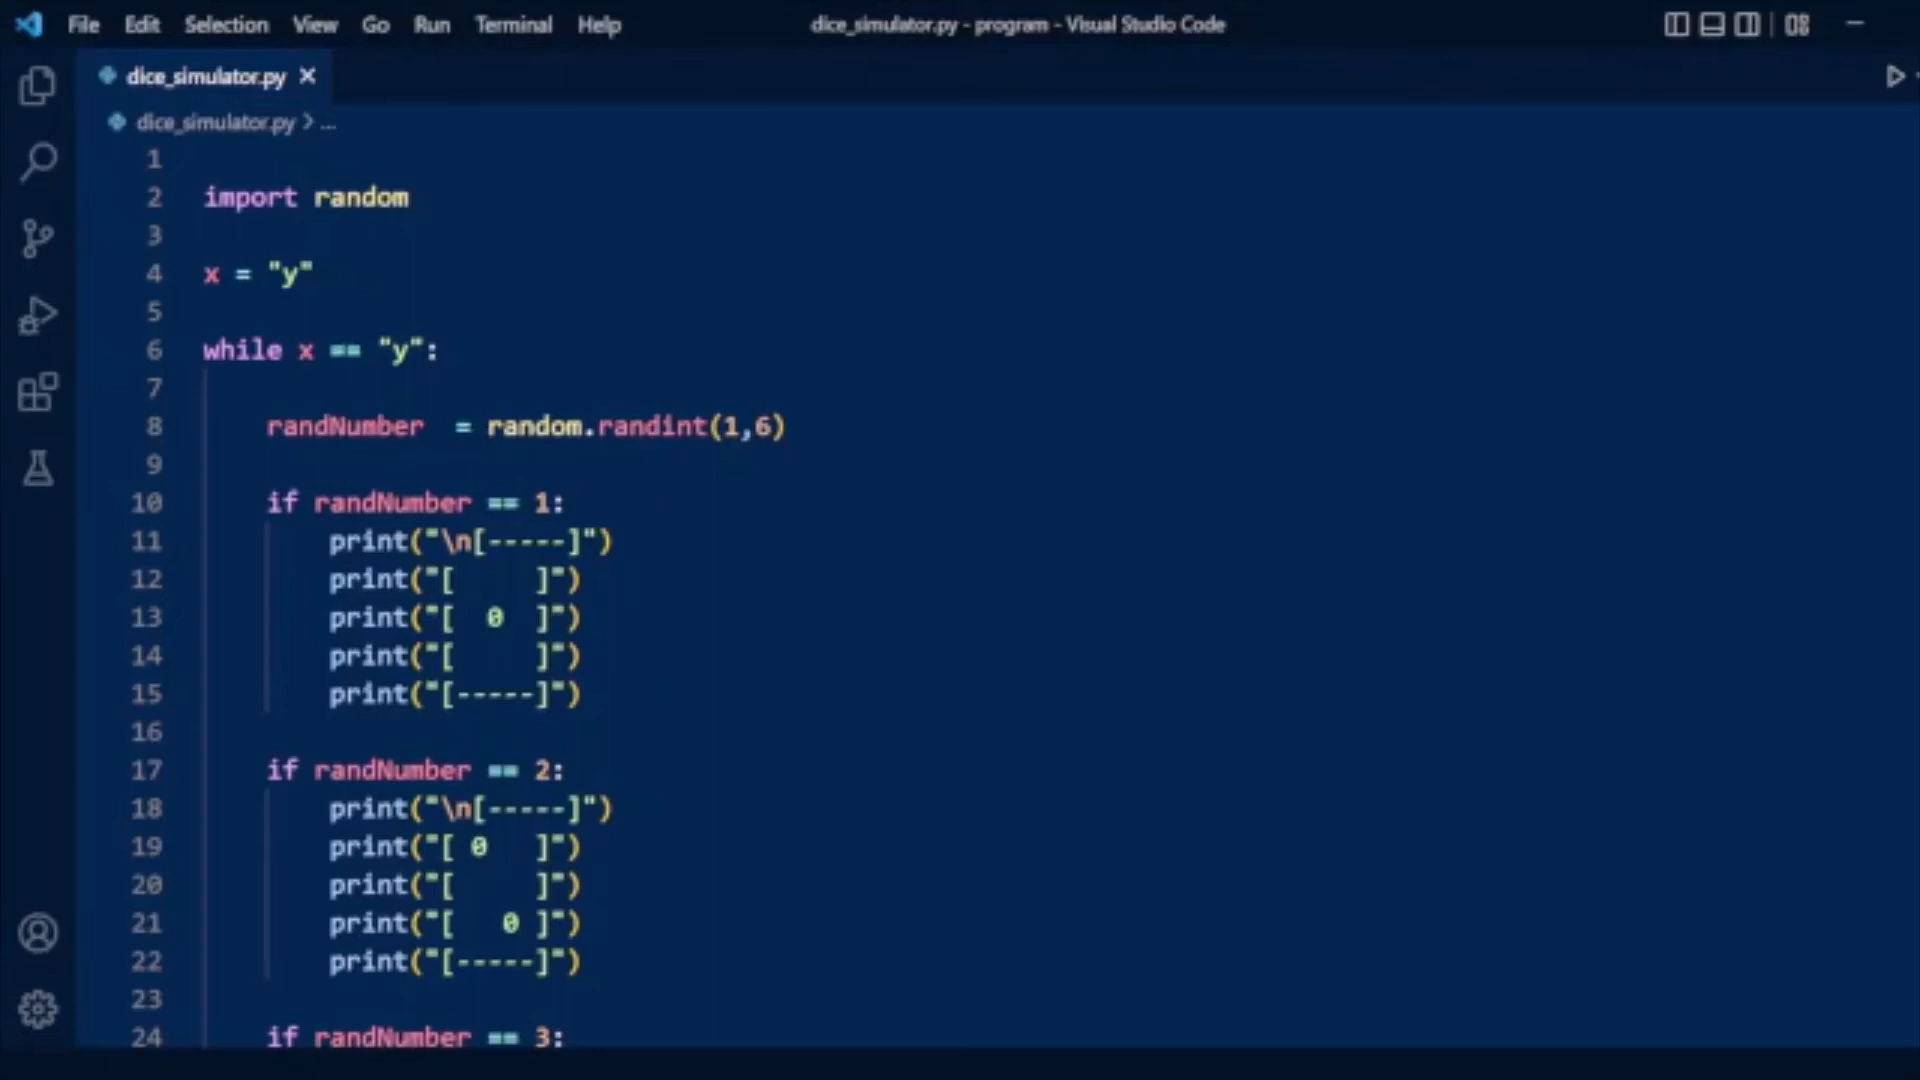 File Edit Selection View Go Run Terminal Help dice_simulator.py - program - Visual Studio Code
dice_simulator.py
dice_simulator.py > ...
1
2 import random
3
4 x = "y"
5
6 while x == "y":
7
8     randNumber  = random.randint(1,6)
9
10     if randNumber == 1:
11         print("\n[-----]")
12         print("[     ]")
13         print("[  0  ]")
14         print("[     ]")
15         print("[-----]")
16
17     if randNumber == 2:
18         print("\n[-----]")
19         print("[ 0   ]")
20         print("[     ]")
21         print("[   0 ]")
22         print("[-----]")
23
24     if randNumber == 3: